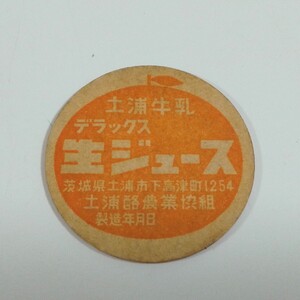 土浦牛乳
デラックス
生ジュース
茨城県土浦市下高津町1254
土浦酪農業協組
製造年月日